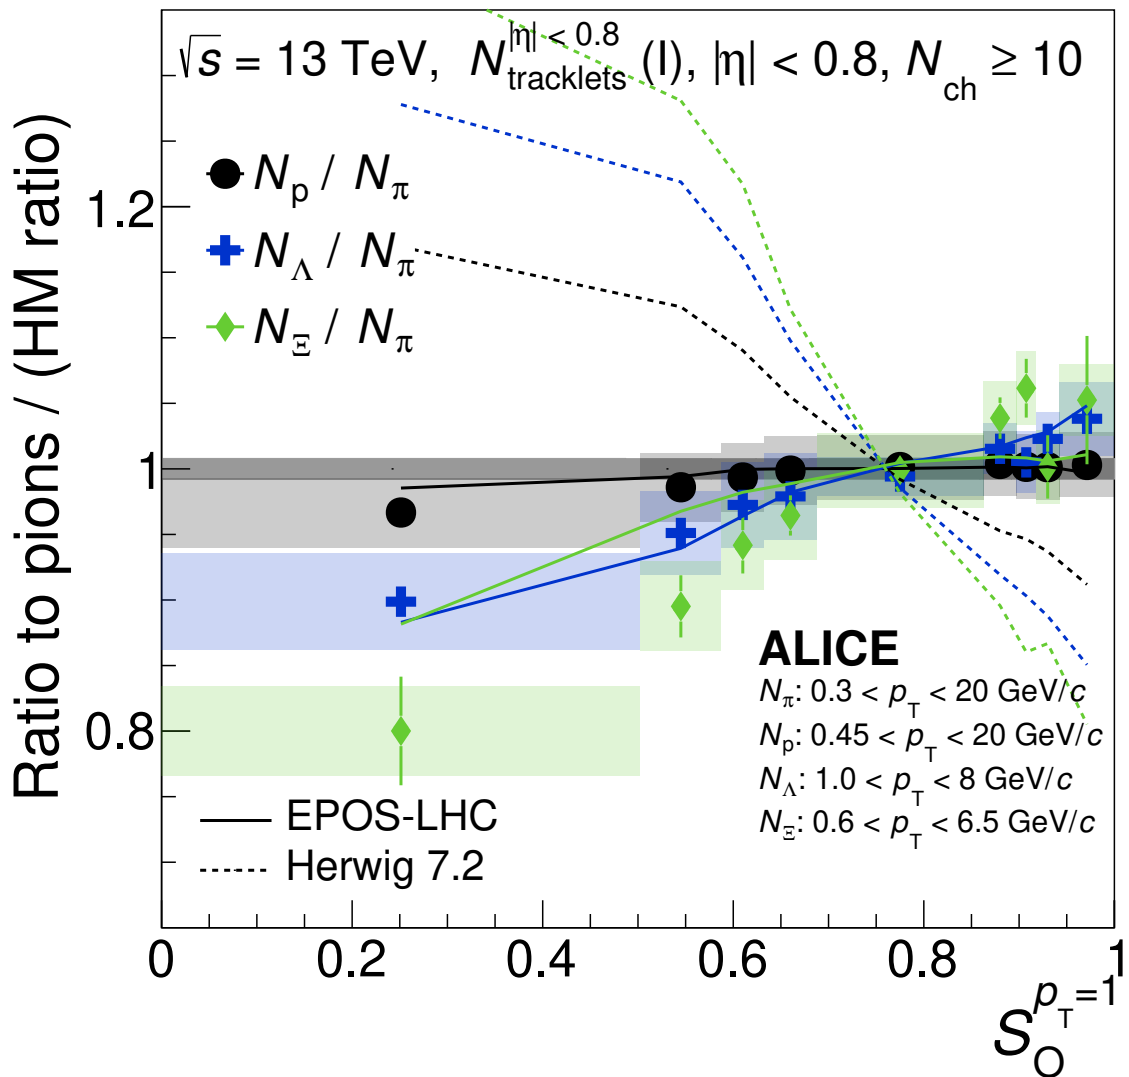 √s = 13 TeV, N_tracklets^|η| < 0.8 (I), |η| < 0.8, N_ch ≥ 10
N_p / N_π
N_Λ / N_π
N_Ξ / N_π
Ratio to pions / (HM ratio)
1.2
1
0.8
ALICE
N_π: 0.3 < p_T < 20 GeV/c
N_p: 0.45 < p_T < 20 GeV/c
N_Λ: 1.0 < p_T < 8 GeV/c
N_Ξ: 0.6 < p_T < 6.5 GeV/c
EPOS-LHC
Herwig 7.2
0 0.2 0.4 0.6 0.8 1
S_O^p_T=1